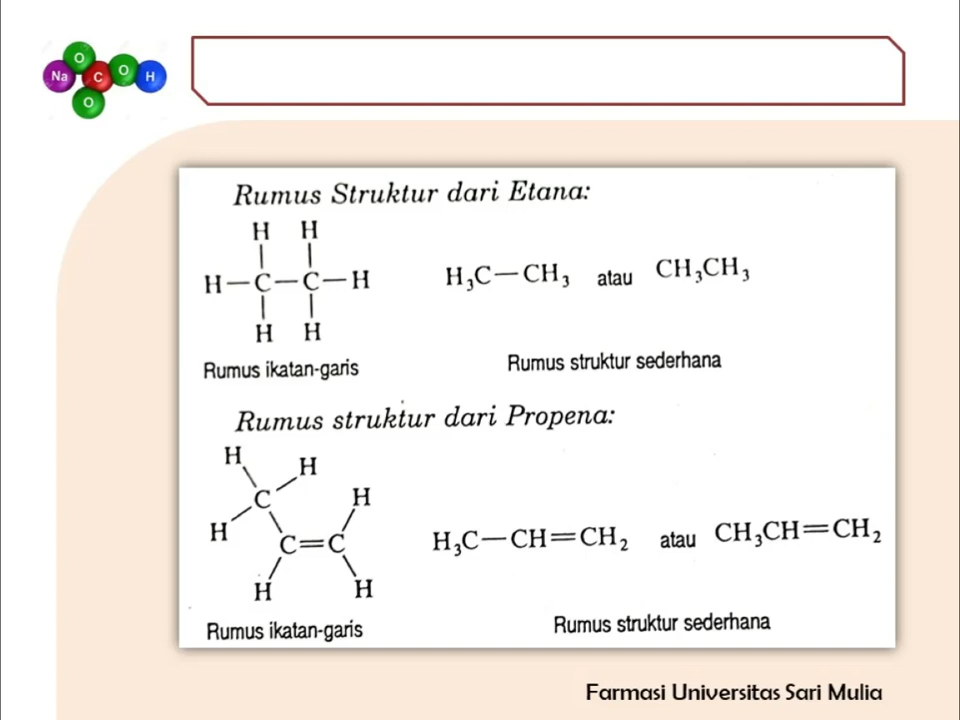 O
Na C O H
O
Rumus Struktur dari Etana:
H H
H—C—C—H
H H
H₃C—CH₃ atau CH₃CH₃
Rumus ikatan-garis
Rumus struktur sederhana
Rumus struktur dari Propena:
H H
C H
H
C=C
H H
H₃C—CH=CH₂ atau CH₃CH=CH₂
Rumus ikatan-garis
Rumus struktur sederhana
Farmasi Universitas Sari Mulia